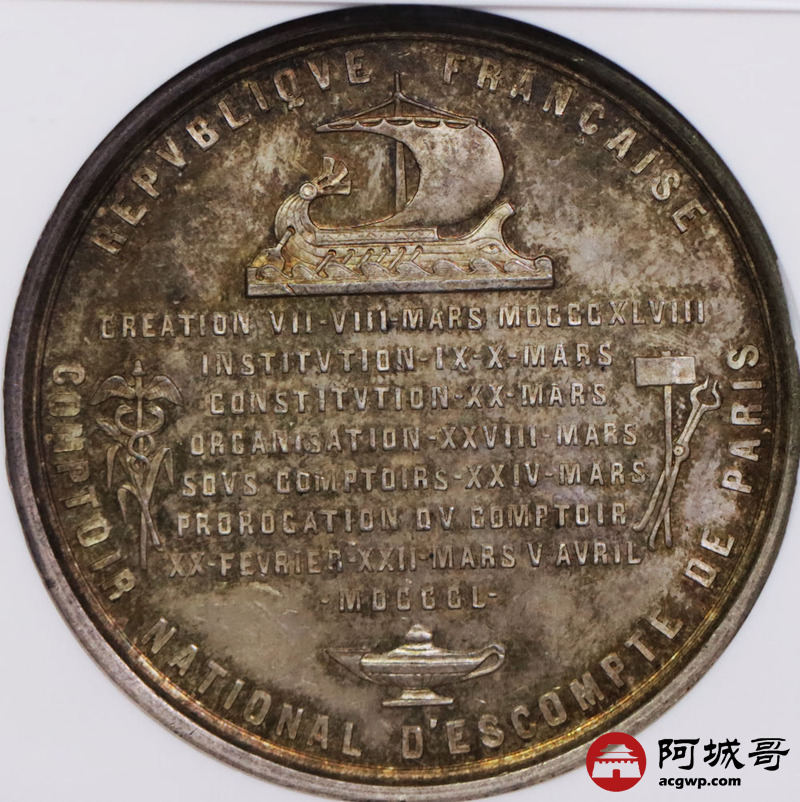 REPVBLIQVE FRANÇAISE
CREATION VII-VIII-MARS MDCCCXLVIII
INSTITVTION-IX-X-MARS
CONSTITVTION-XX-MARS
ORGANISATION-XXVIII-MARS
SOVS COMPTOIRS-XXIV-MARS
PROROGATION DV COMPTOIR
XX-FEVRIER-XXII-MARS V AVRIL
-MDCCCL-
COMPTOIR NATIONAL D'ESCOMPTE DE PARIS
阿城哥
acgwp.com